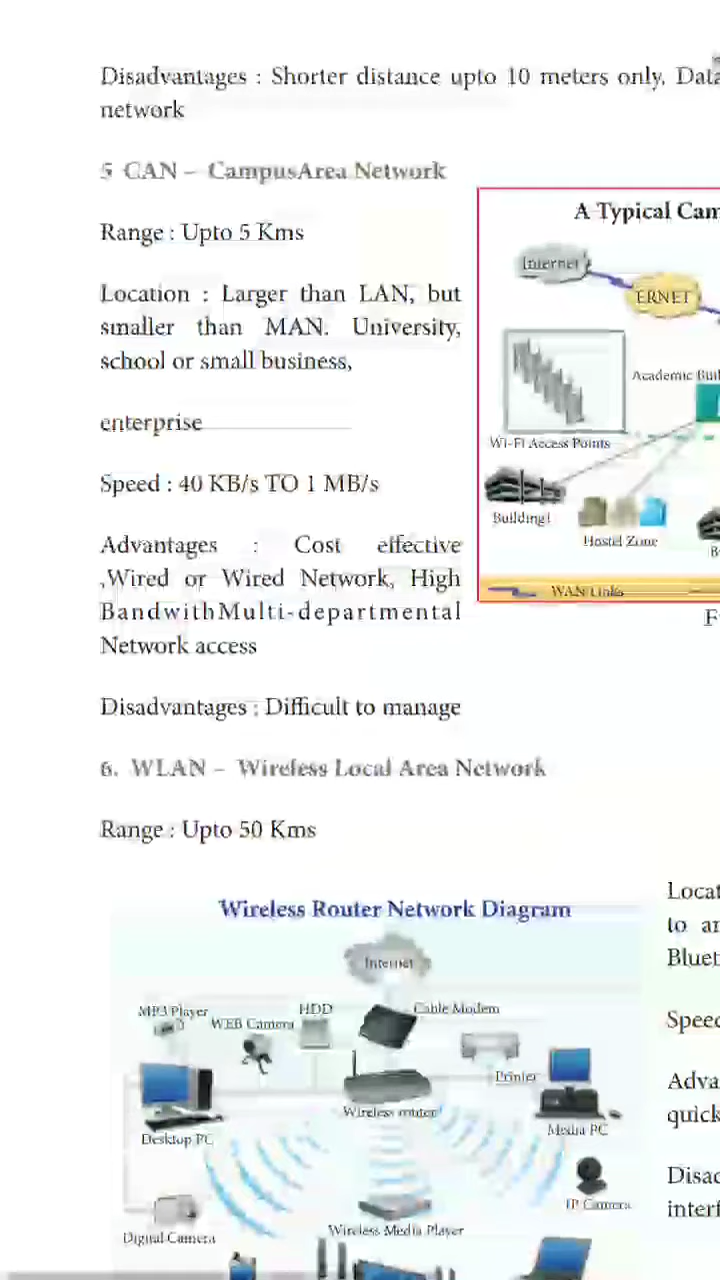 Disadvantages : Shorter distance upto 10 meters only, Data
network
5 CAN – CampusArea Network
Range : Upto 5 Kms
Location : Larger than LAN, but
smaller than MAN. University,
school or small business,
enterprise
Speed : 40 KB/s TO 1 MB/s
Advantages : Cost effective
,Wired or Wired Network, High
BandwithMulti-departmental
Network access
Disadvantages : Difficult to manage
A Typical Cam
Internet
ERNET
Academic Buil
Wi-Fi Access Points
Building1
Hostel Zone
B
WAN Links
F
6. WLAN – Wireless Local Area Network
Range : Upto 50 Kms
Wireless Router Network Diagram
Internet
MP3 Player
WEB Camera
HDD
Cable Modem
Printer
Wireless router
Desktop PC
Media PC
IP Camera
Digital Camera
Wireless Media Player
Locat
to ar
Bluet
Speed
Adva
quick
Disad
interf